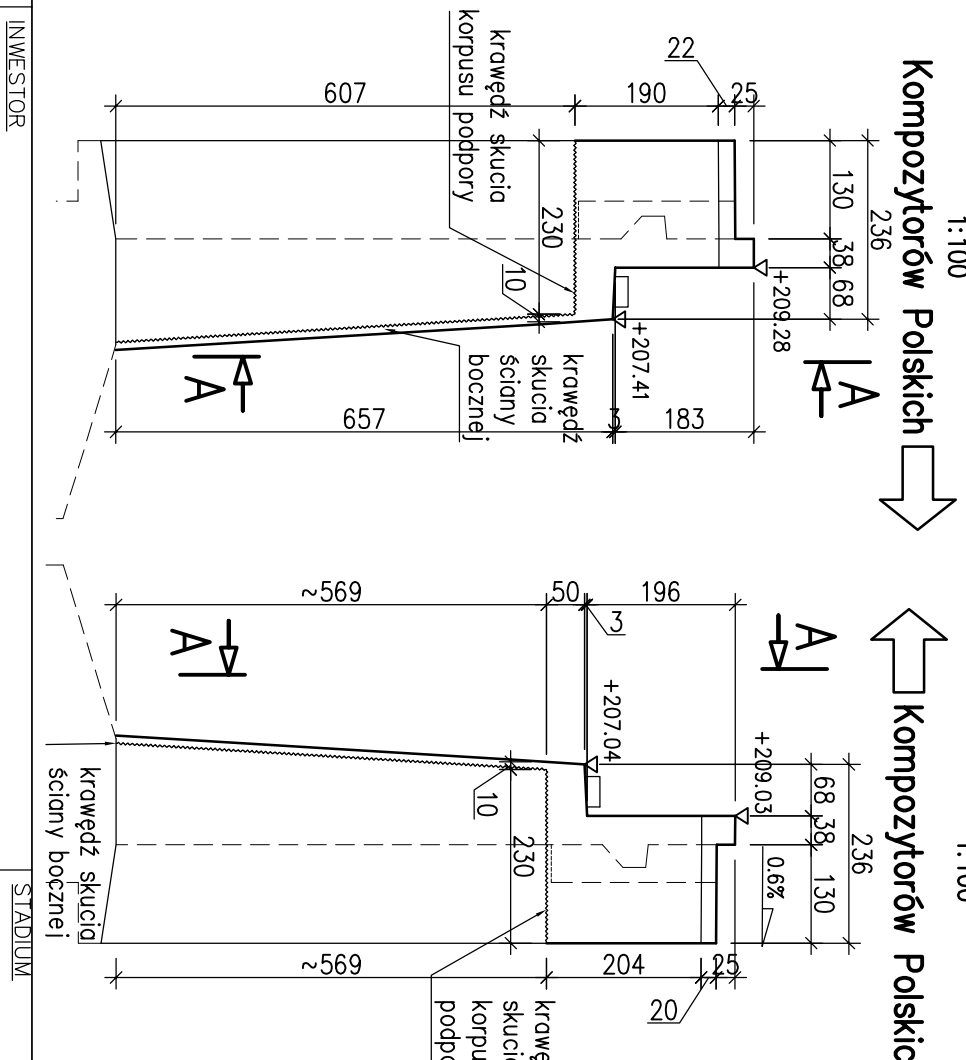 1:100
Kompozytorów Polskich
22
607
190
25
krawędź skucia
korpusu podpory
130
236
38
68
230
10
+209.28
+207.41
krawędź
skucia
ściany
bocznej
A
A
657
3
183
INWESTOR
Kompozytorów Polskic
~569
50
196
3
A
A
+207.04
+209.03
68
38
236
130
0.6%
10
230
krawędź skucia
ściany bocznej
~569
204
25
20
STADIUM